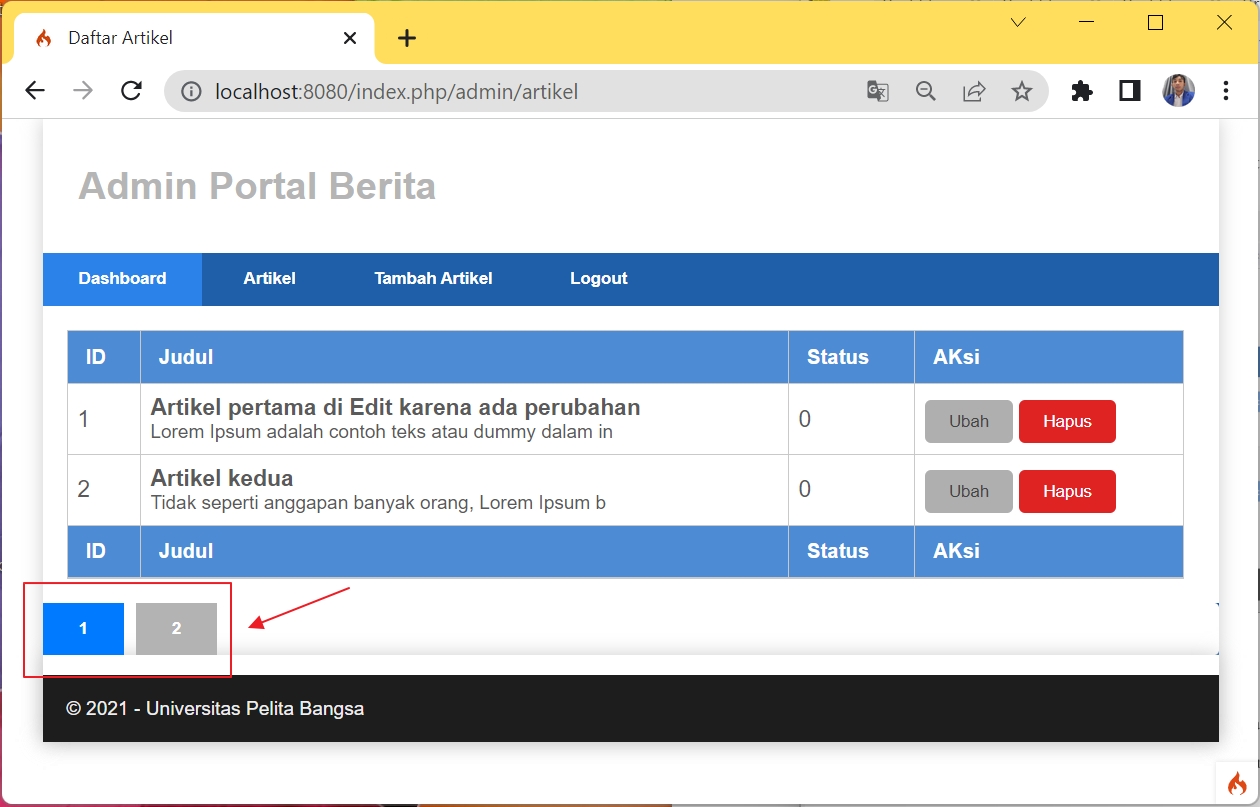 Daftar Artikel
localhost:8080/index.php/admin/artikel
Admin Portal Berita
Dashboard Artikel Tambah Artikel Logout
ID Judul Status AKsi
1 Artikel pertama di Edit karena ada perubahan 0 Ubah Hapus
Lorem Ipsum adalah contoh teks atau dummy dalam in
2 Artikel kedua 0 Ubah Hapus
Tidak seperti anggapan banyak orang, Lorem Ipsum b
ID Judul Status AKsi
1 2
© 2021 - Universitas Pelita Bangsa